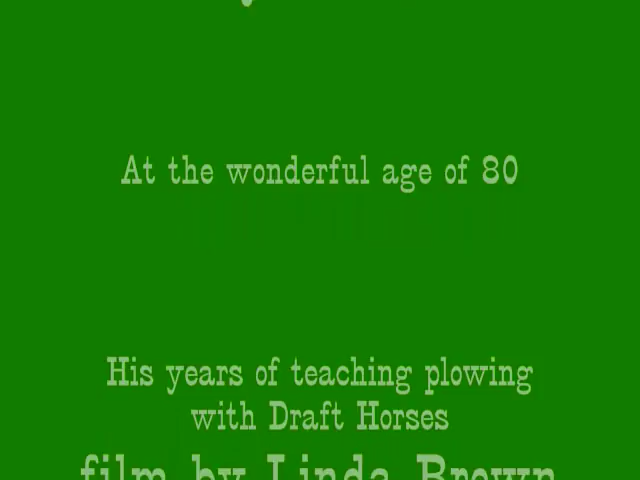 At the wonderful age of 80
His years of teaching plowing
with Draft Horses
film by Linda Brown